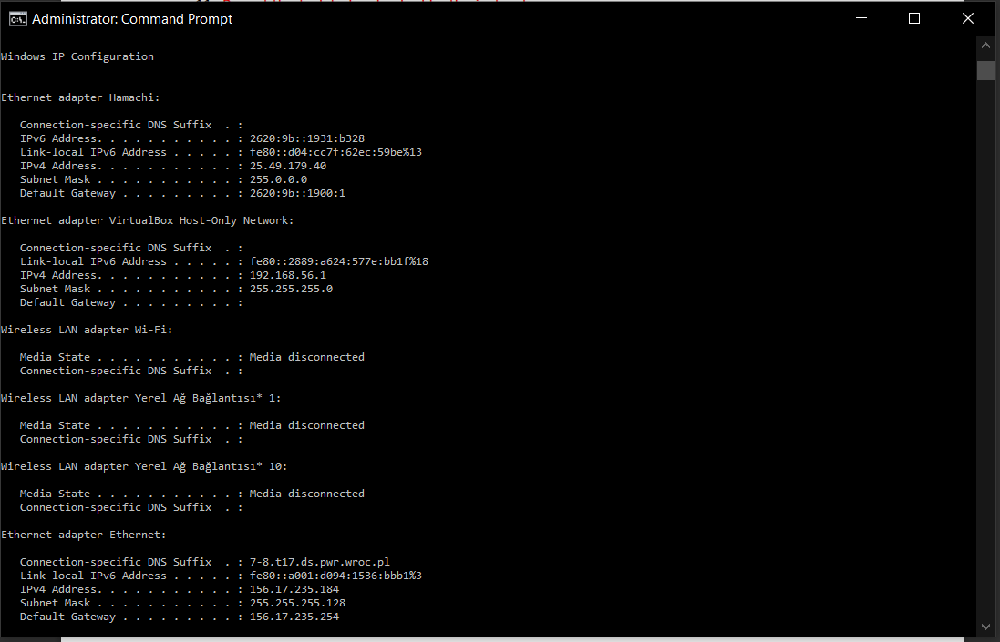 Administrator: Command Prompt
Windows IP Configuration
Ethernet adapter Hamachi:
Connection-specific DNS Suffix . :
IPv6 Address. . . . . . . . . . . : 2620:9b::1931:b328
Link-local IPv6 Address . . . . . : fe80::d04:cc7f:62ec:59be%13
IPv4 Address. . . . . . . . . . . : 25.49.179.40
Subnet Mask . . . . . . . . . . . : 255.0.0.0
Default Gateway . . . . . . . . . : 2620:9b::1900:1
Ethernet adapter VirtualBox Host-Only Network:
Connection-specific DNS Suffix . :
Link-local IPv6 Address . . . . . : fe80::2889:a624:577e:bb1f%18
IPv4 Address. . . . . . . . . . . : 192.168.56.1
Subnet Mask . . . . . . . . . . . : 255.255.255.0
Default Gateway . . . . . . . . . :
Wireless LAN adapter Wi-Fi:
Media State . . . . . . . . . . . : Media disconnected
Connection-specific DNS Suffix . :
Wireless LAN adapter Yerel Ağ Bağlantısı* 1:
Media State . . . . . . . . . . . : Media disconnected
Connection-specific DNS Suffix . :
Wireless LAN adapter Yerel Ağ Bağlantısı* 10:
Media State . . . . . . . . . . . : Media disconnected
Connection-specific DNS Suffix . :
Ethernet adapter Ethernet:
Connection-specific DNS Suffix . : 7-8.t17.ds.pwr.wroc.pl
Link-local IPv6 Address . . . . . : fe80::a001:d094:1536:bbb1%3
IPv4 Address. . . . . . . . . . . : 156.17.235.184
Subnet Mask . . . . . . . . . . . : 255.255.255.128
Default Gateway . . . . . . . . . : 156.17.235.254